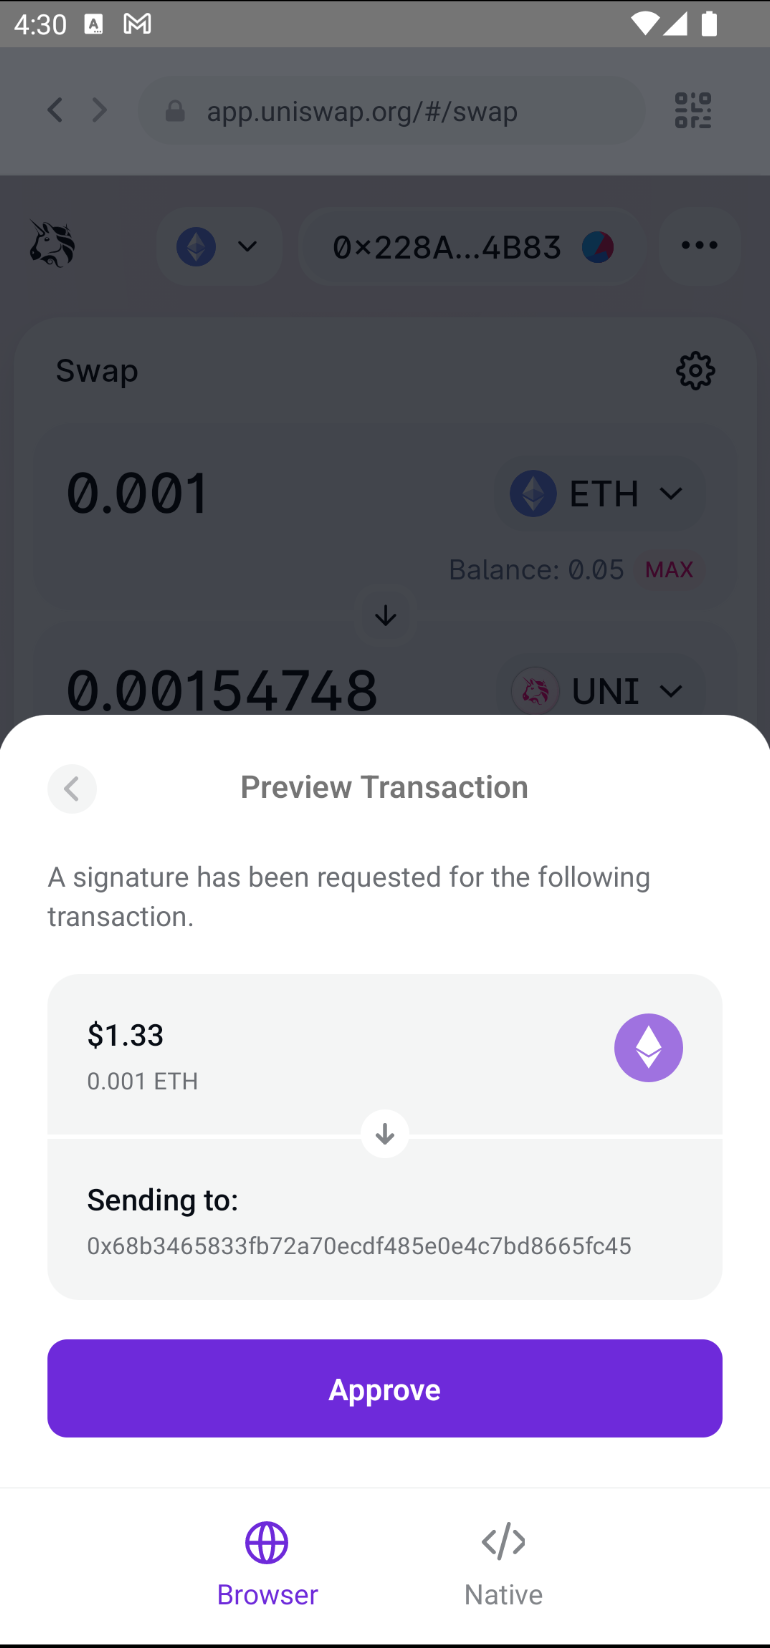 4:30
app.uniswap.org/#/swap
0×228A...4B83
Swap
0.001
ETH
Balance: 0.05 MAX
0.00154748
UNI
Preview Transaction
A signature has been requested for the following
transaction.
$1.33
0.001 ETH
Sending to:
0x68b3465833fb72a70ecdf485e0e4c7bd8665fc45
Approve
Browser
Native